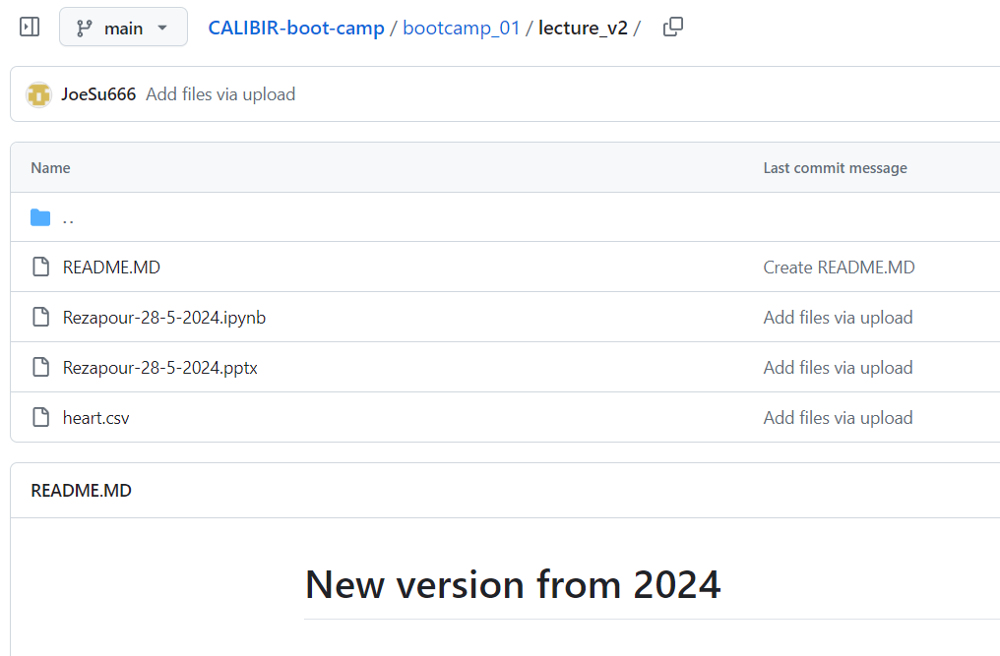 main CALIBIR-boot-camp / bootcamp_01 / lecture_v2 /
JoeSu666 Add files via upload
Name Last commit message
..
README.MD Create README.MD
Rezapour-28-5-2024.ipynb Add files via upload
Rezapour-28-5-2024.pptx Add files via upload
heart.csv Add files via upload
README.MD
New version from 2024